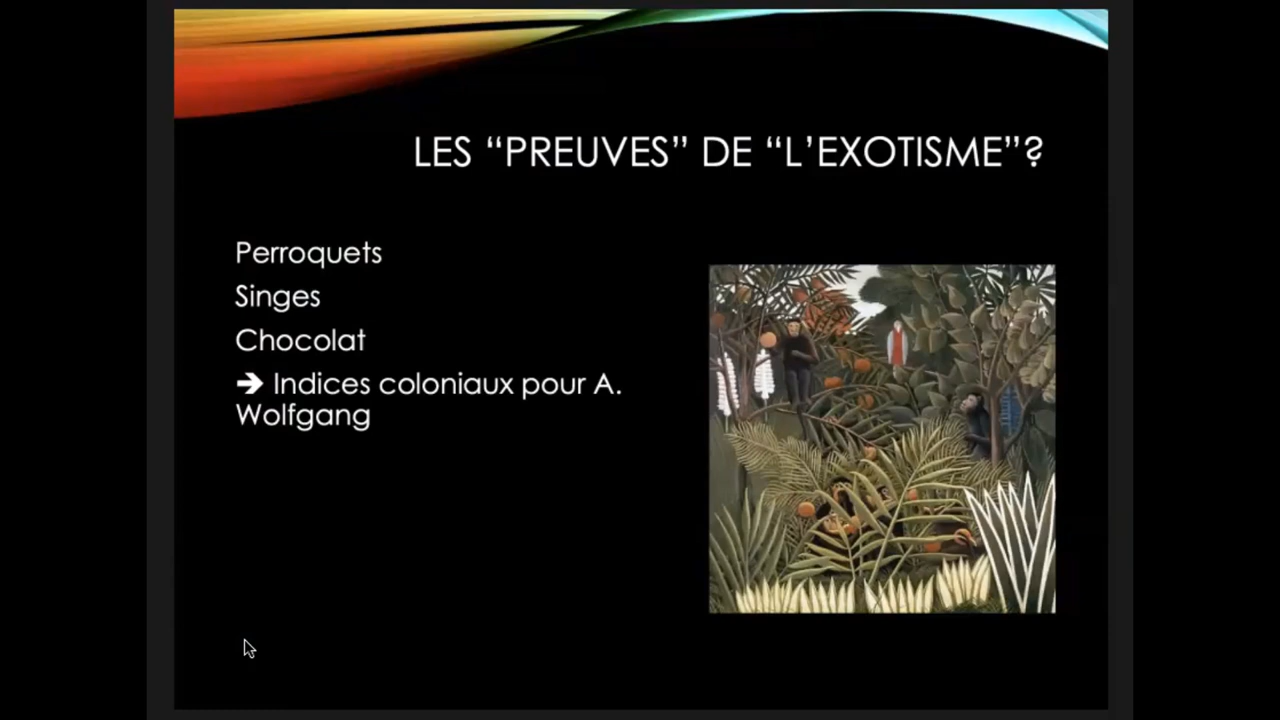 LES “PREUVES” DE “L’EXOTISME”?
Perroquets
Singes
Chocolat
➔ Indices coloniaux pour A.
Wolfgang